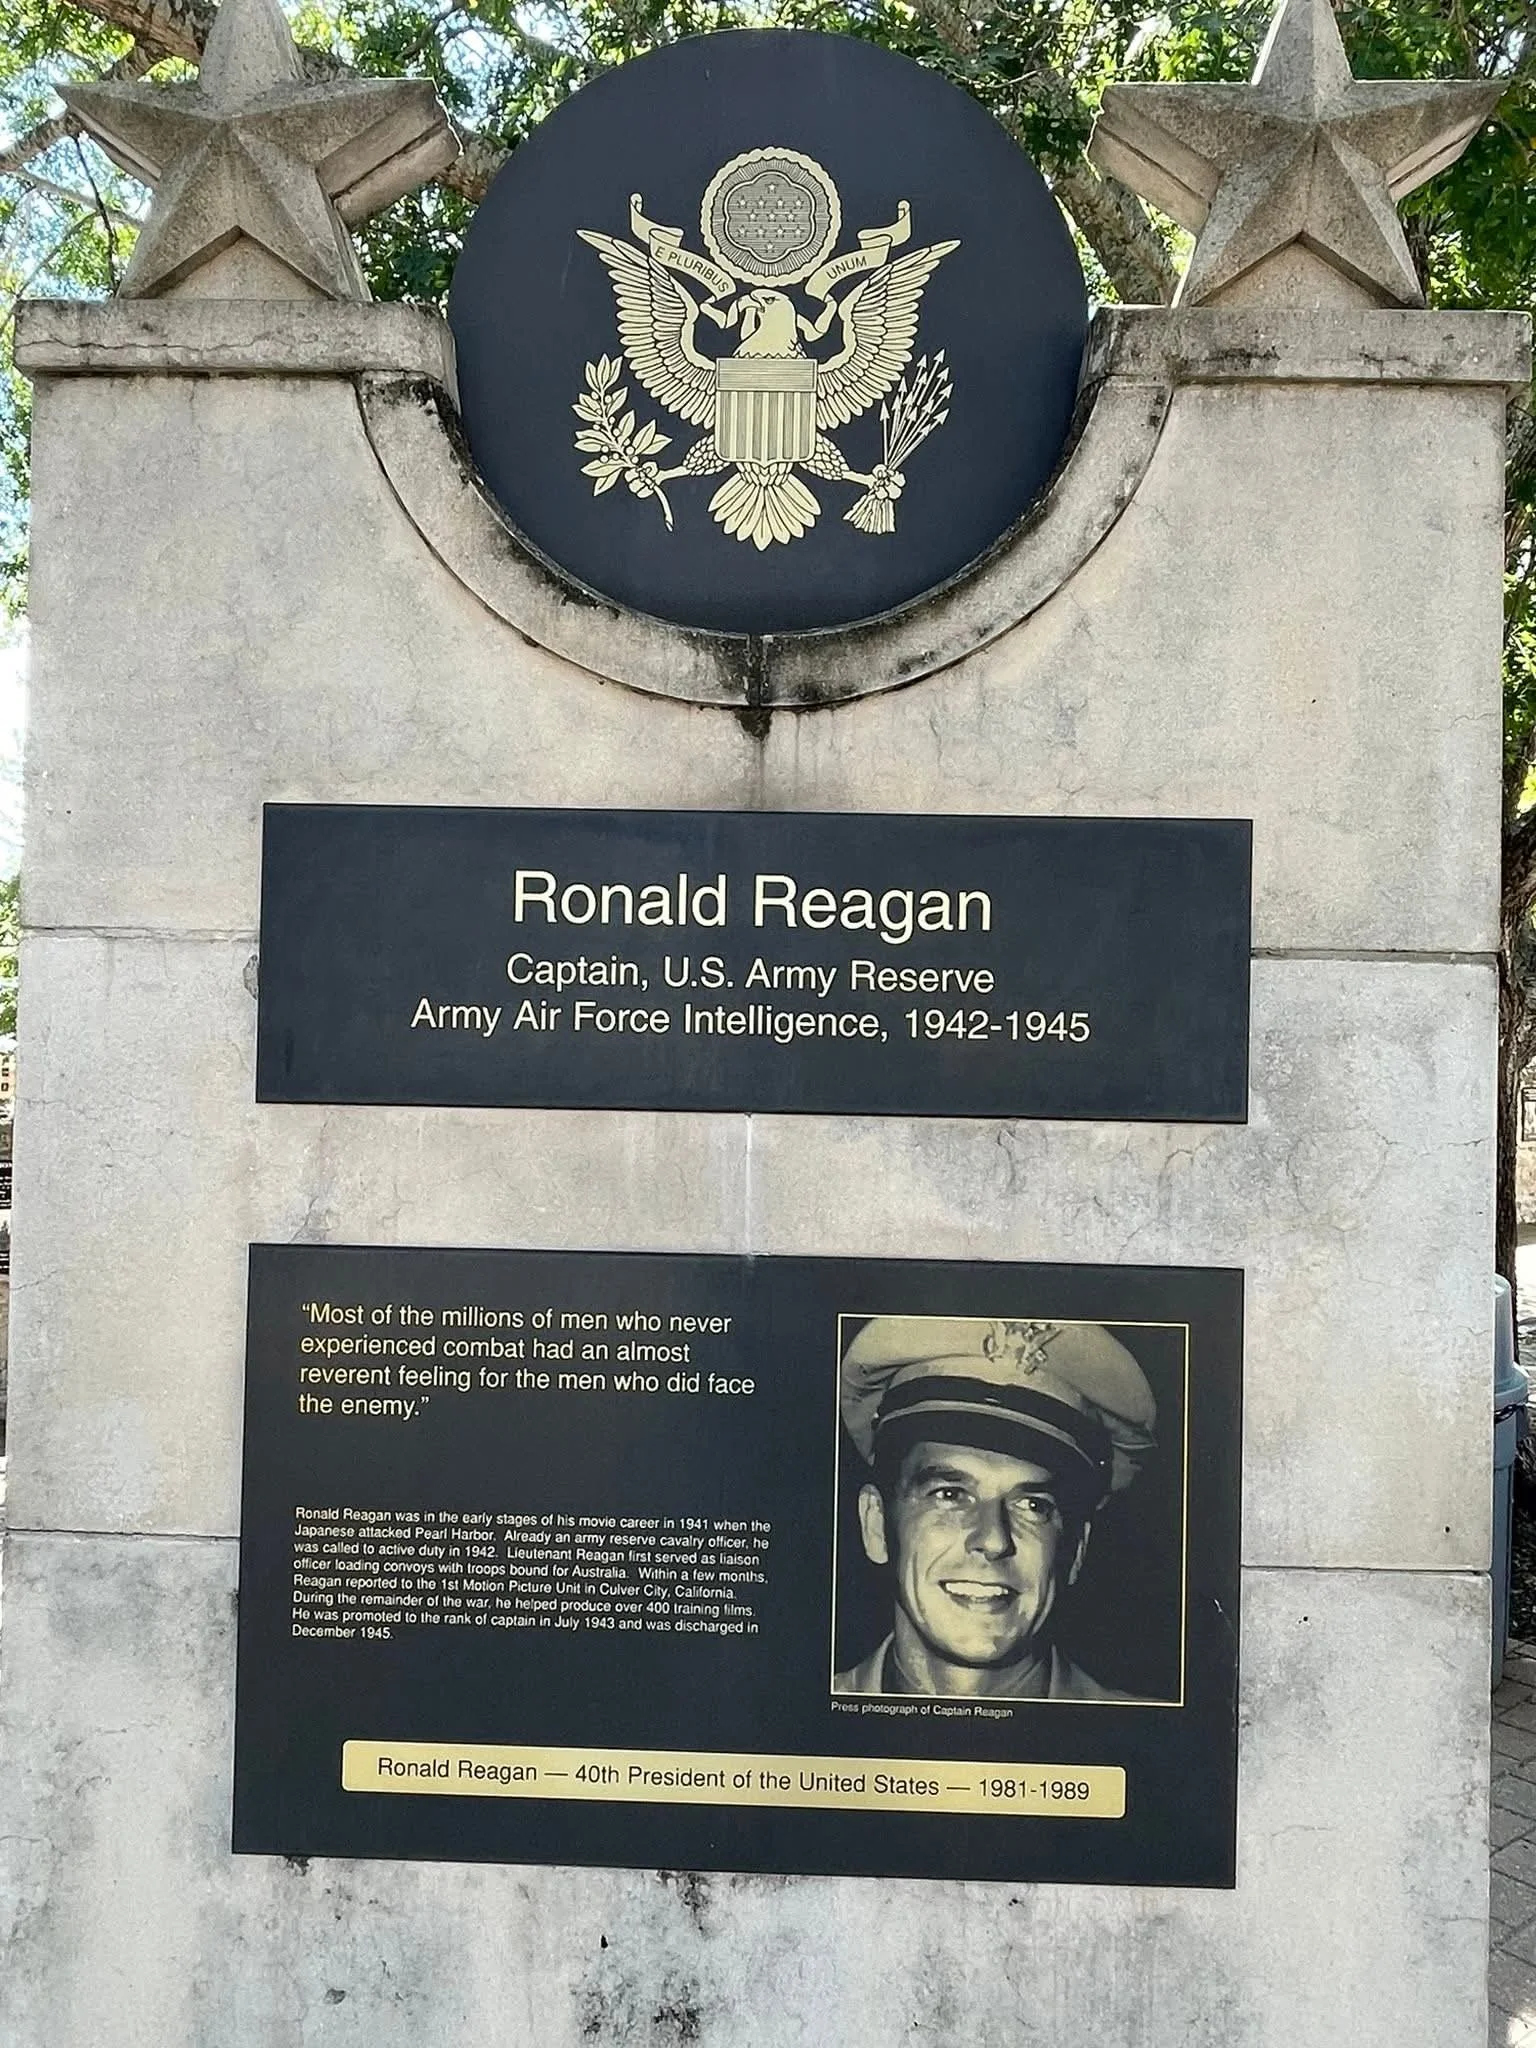 E PLURIBUS UNUM
Ronald Reagan
Captain, U.S. Army Reserve
Army Air Force Intelligence, 1942-1945
“Most of the millions of men who never
experienced combat had an almost
reverent feeling for the men who did face
the enemy.”
Ronald Reagan was in the early stages of his movie career in 1941 when the
Japanese attacked Pearl Harbor. Already an army reserve cavalry officer, he
was called to active duty in 1942. Lieutenant Reagan first served as liaison
officer loading convoys with troops bound for Australia. Within a few months,
Reagan reported to the 1st Motion Picture Unit in Culver City, California.
During the remainder of the war, he helped produce over 400 training films.
He was promoted to the rank of captain in July 1943 and was discharged in
December 1945.
Press photograph of Captain Reagan
Ronald Reagan — 40th President of the United States — 1981-1989